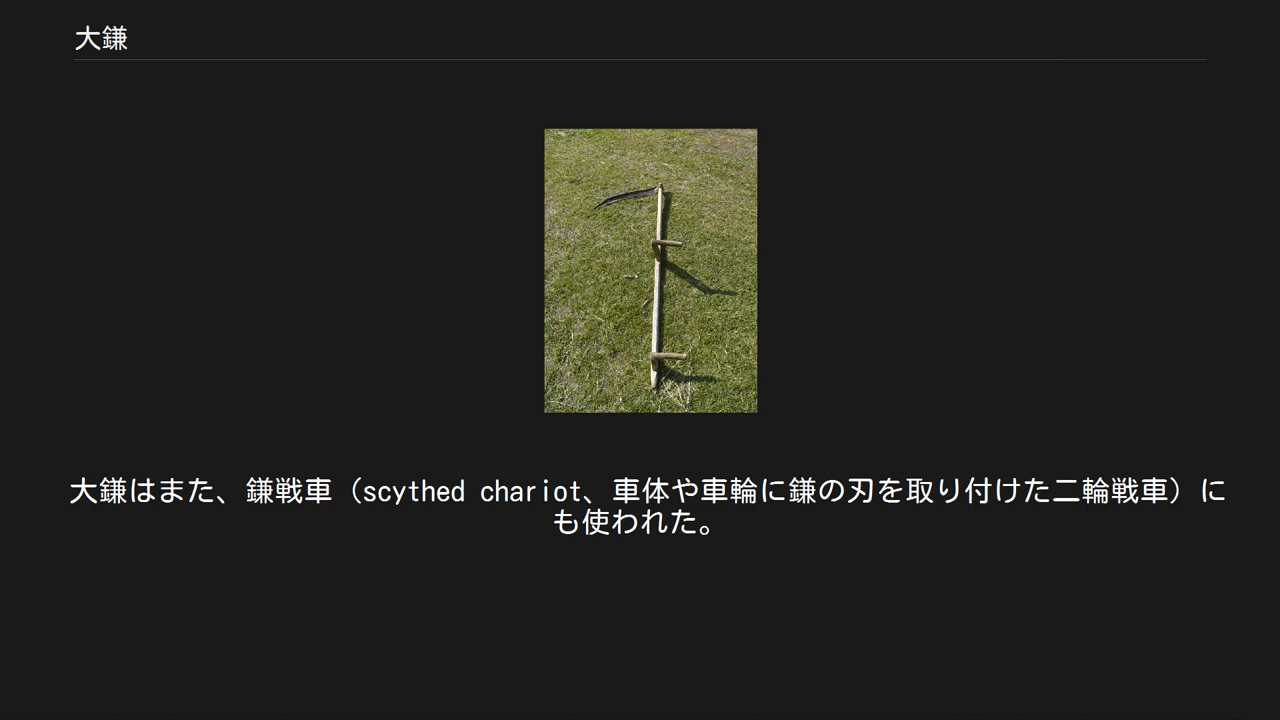 大鎌
大鎌はまた、鎌戦車（scythed chariot、車体や車輪に鎌の刃を取り付けた二輪戦車）に
も使われた。